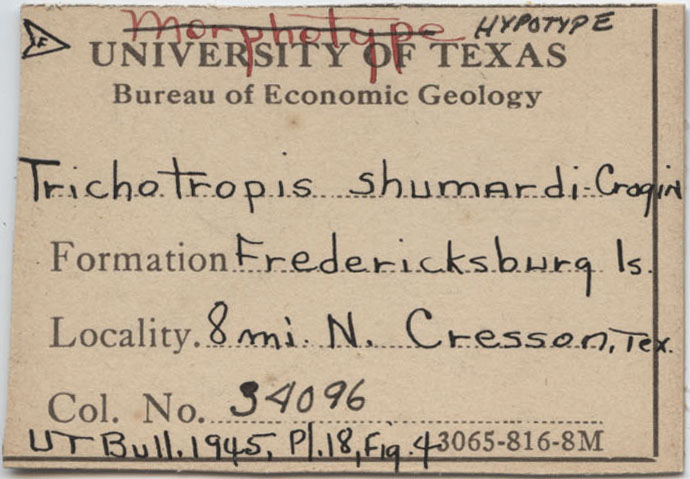 Morphotype HYPOTYPE
F
UNIVERSITY OF TEXAS
Bureau of Economic Geology
Trichotropis shumardi-Cragin
Formation Fredericksburg ls.
Locality. 8 mi. N. Cresson, Tex.
Col. No. 34096
UT Bull. 1945, Pl. 18, Fig. 4 3065-816-8M